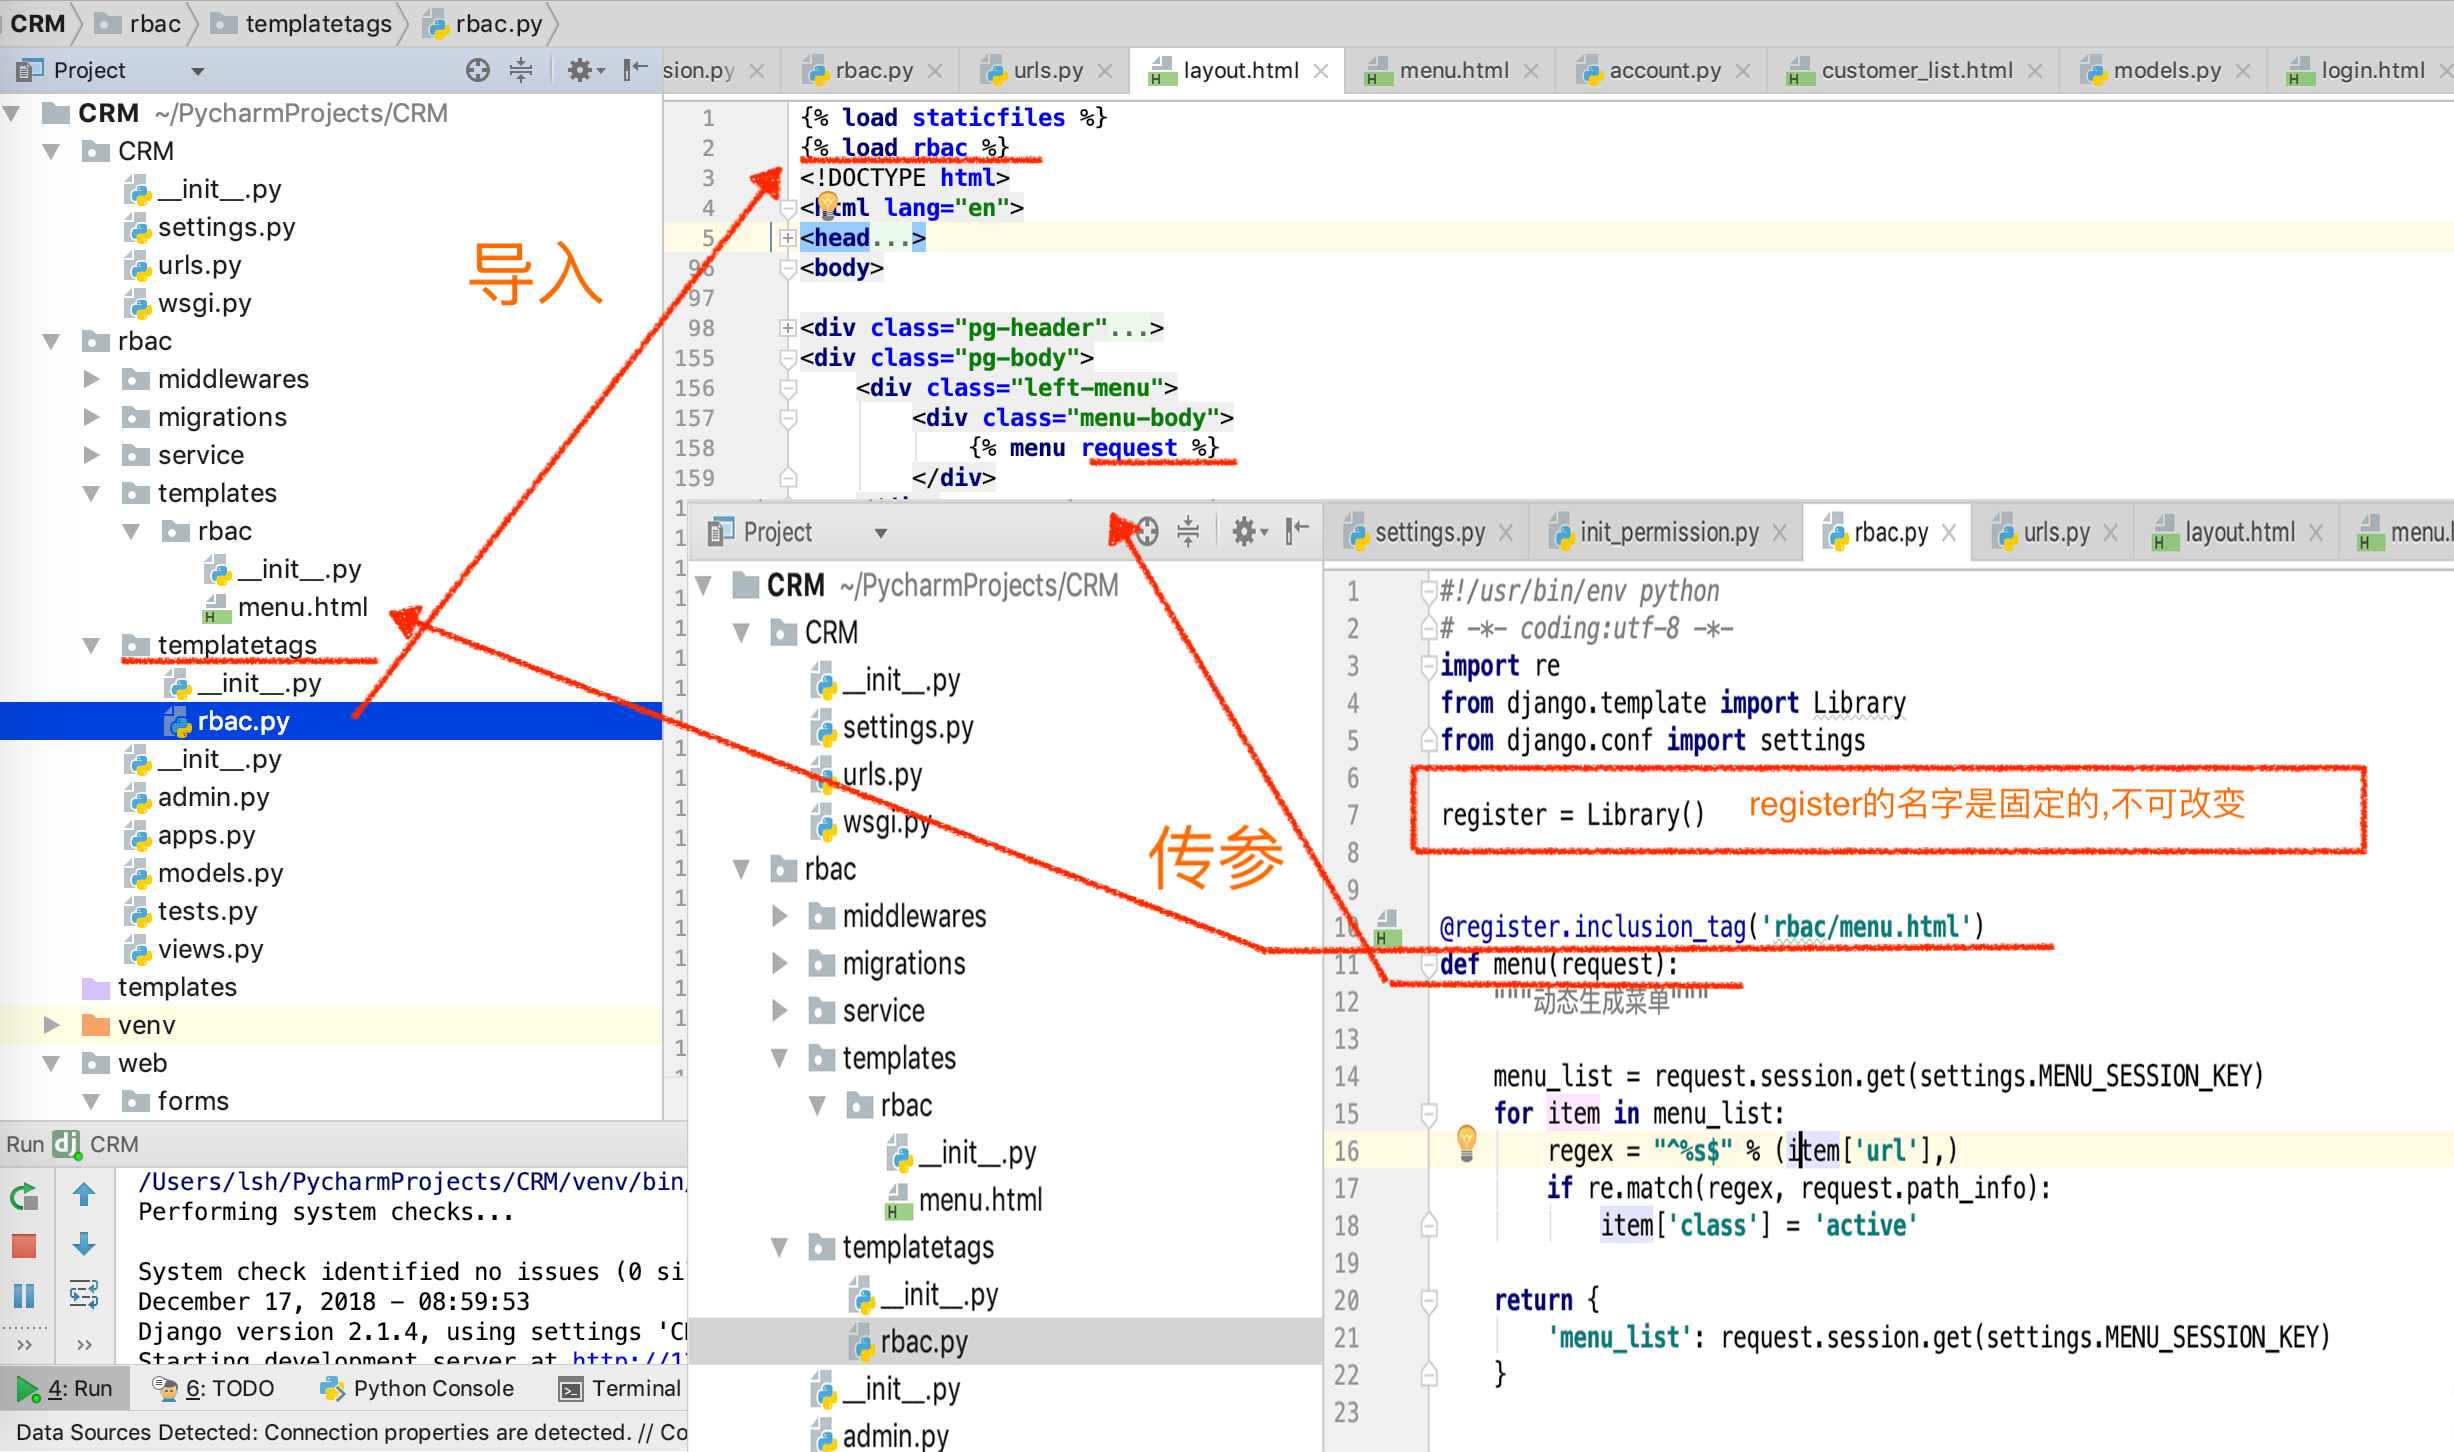 CRM rbac templatetags rbac.py
Project
sion.py rbac.py urls.py layout.html menu.html account.py customer_list.html models.py login.html
CRM ~/PycharmProjects/CRM
CRM
__init__.py
settings.py
urls.py
wsgi.py
rbac
middlewares
migrations
service
templates
rbac
__init__.py
menu.html
templatetags
__init__.py
rbac.py
__init__.py
admin.py
apps.py
models.py
tests.py
views.py
templates
venv
web
forms
导入
1 {% load staticfiles %}
2 {% load rbac %}
3 <!DOCTYPE html>
4 <html lang="en">
5 <head...>
96 <body>
97
98 <div class="pg-header"...>
155 <div class="pg-body">
156 <div class="left-menu">
157 <div class="menu-body">
158 {% menu request %}
159 </div>
Project
settings.py init_permission.py rbac.py urls.py layout.html menu.
CRM ~/PycharmProjects/CRM
CRM
__init__.py
settings.py
urls.py
wsgi.py
rbac
middlewares
migrations
service
templates
rbac
__init__.py
menu.html
templatetags
__init__.py
rbac.py
__init__.py
admin.py
传参
1 #!/usr/bin/env python
2 # -*- coding:utf-8 -*-
3 import re
4 from django.template import Library
5 from django.conf import settings
6
7 register = Library() register的名字是固定的,不可改变
8
9
10 @register.inclusion_tag('rbac/menu.html')
11 def menu(request):
12 """动态生成菜单"""
13
14 menu_list = request.session.get(settings.MENU_SESSION_KEY)
15 for item in menu_list:
16 regex = "^%s$" % (item['url'],)
17 if re.match(regex, request.path_info):
18 item['class'] = 'active'
19
20 return {
21 'menu_list': request.session.get(settings.MENU_SESSION_KEY)
22 }
23
Run CRM
/Users/lsh/PycharmProjects/CRM/venv/bin/
Performing system checks...
System check identified no issues (0 si
December 17, 2018 - 08:59:53
Django version 2.1.4, using settings 'C
Starting development server at http://1
4: Run 6: TODO Python Console Terminal
Data Sources Detected: Connection properties are detected. // Co